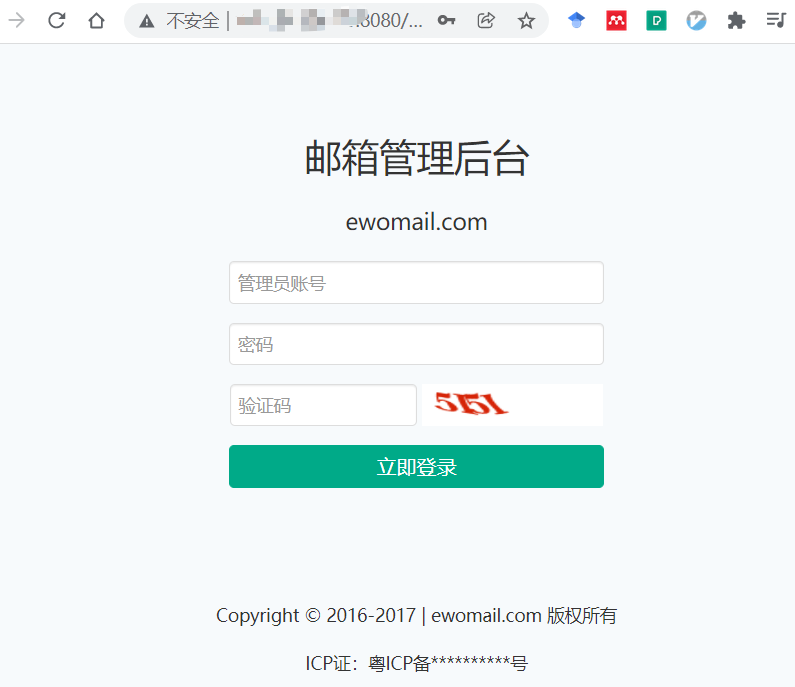 不安全 | .8080/...
邮箱管理后台
ewomail.com
管理员账号
密码
验证码
5151
立即登录
Copyright © 2016-2017 | ewomail.com 版权所有
ICP证：粤ICP备**********号